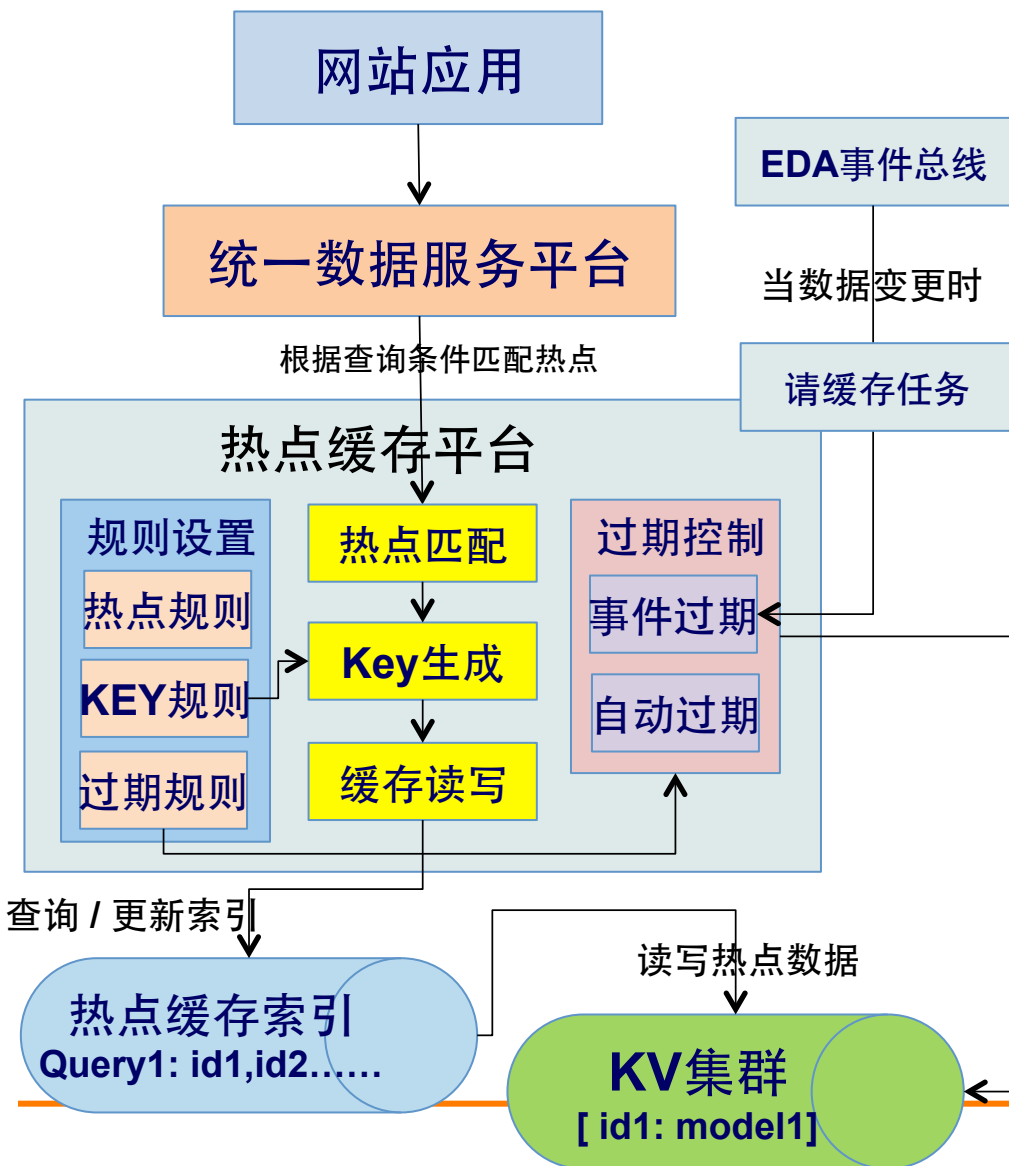 网站应用
EDA事件总线
统一数据服务平台
当数据变更时
根据查询条件匹配热点
请缓存任务
热点缓存平台
规则设置
热点规则
KEY规则
过期规则
热点匹配
Key生成
缓存读写
过期控制
事件过期
自动过期
查询 / 更新索引
读写热点数据
热点缓存索引
Query1: id1,id2……
KV集群
[ id1: model1]